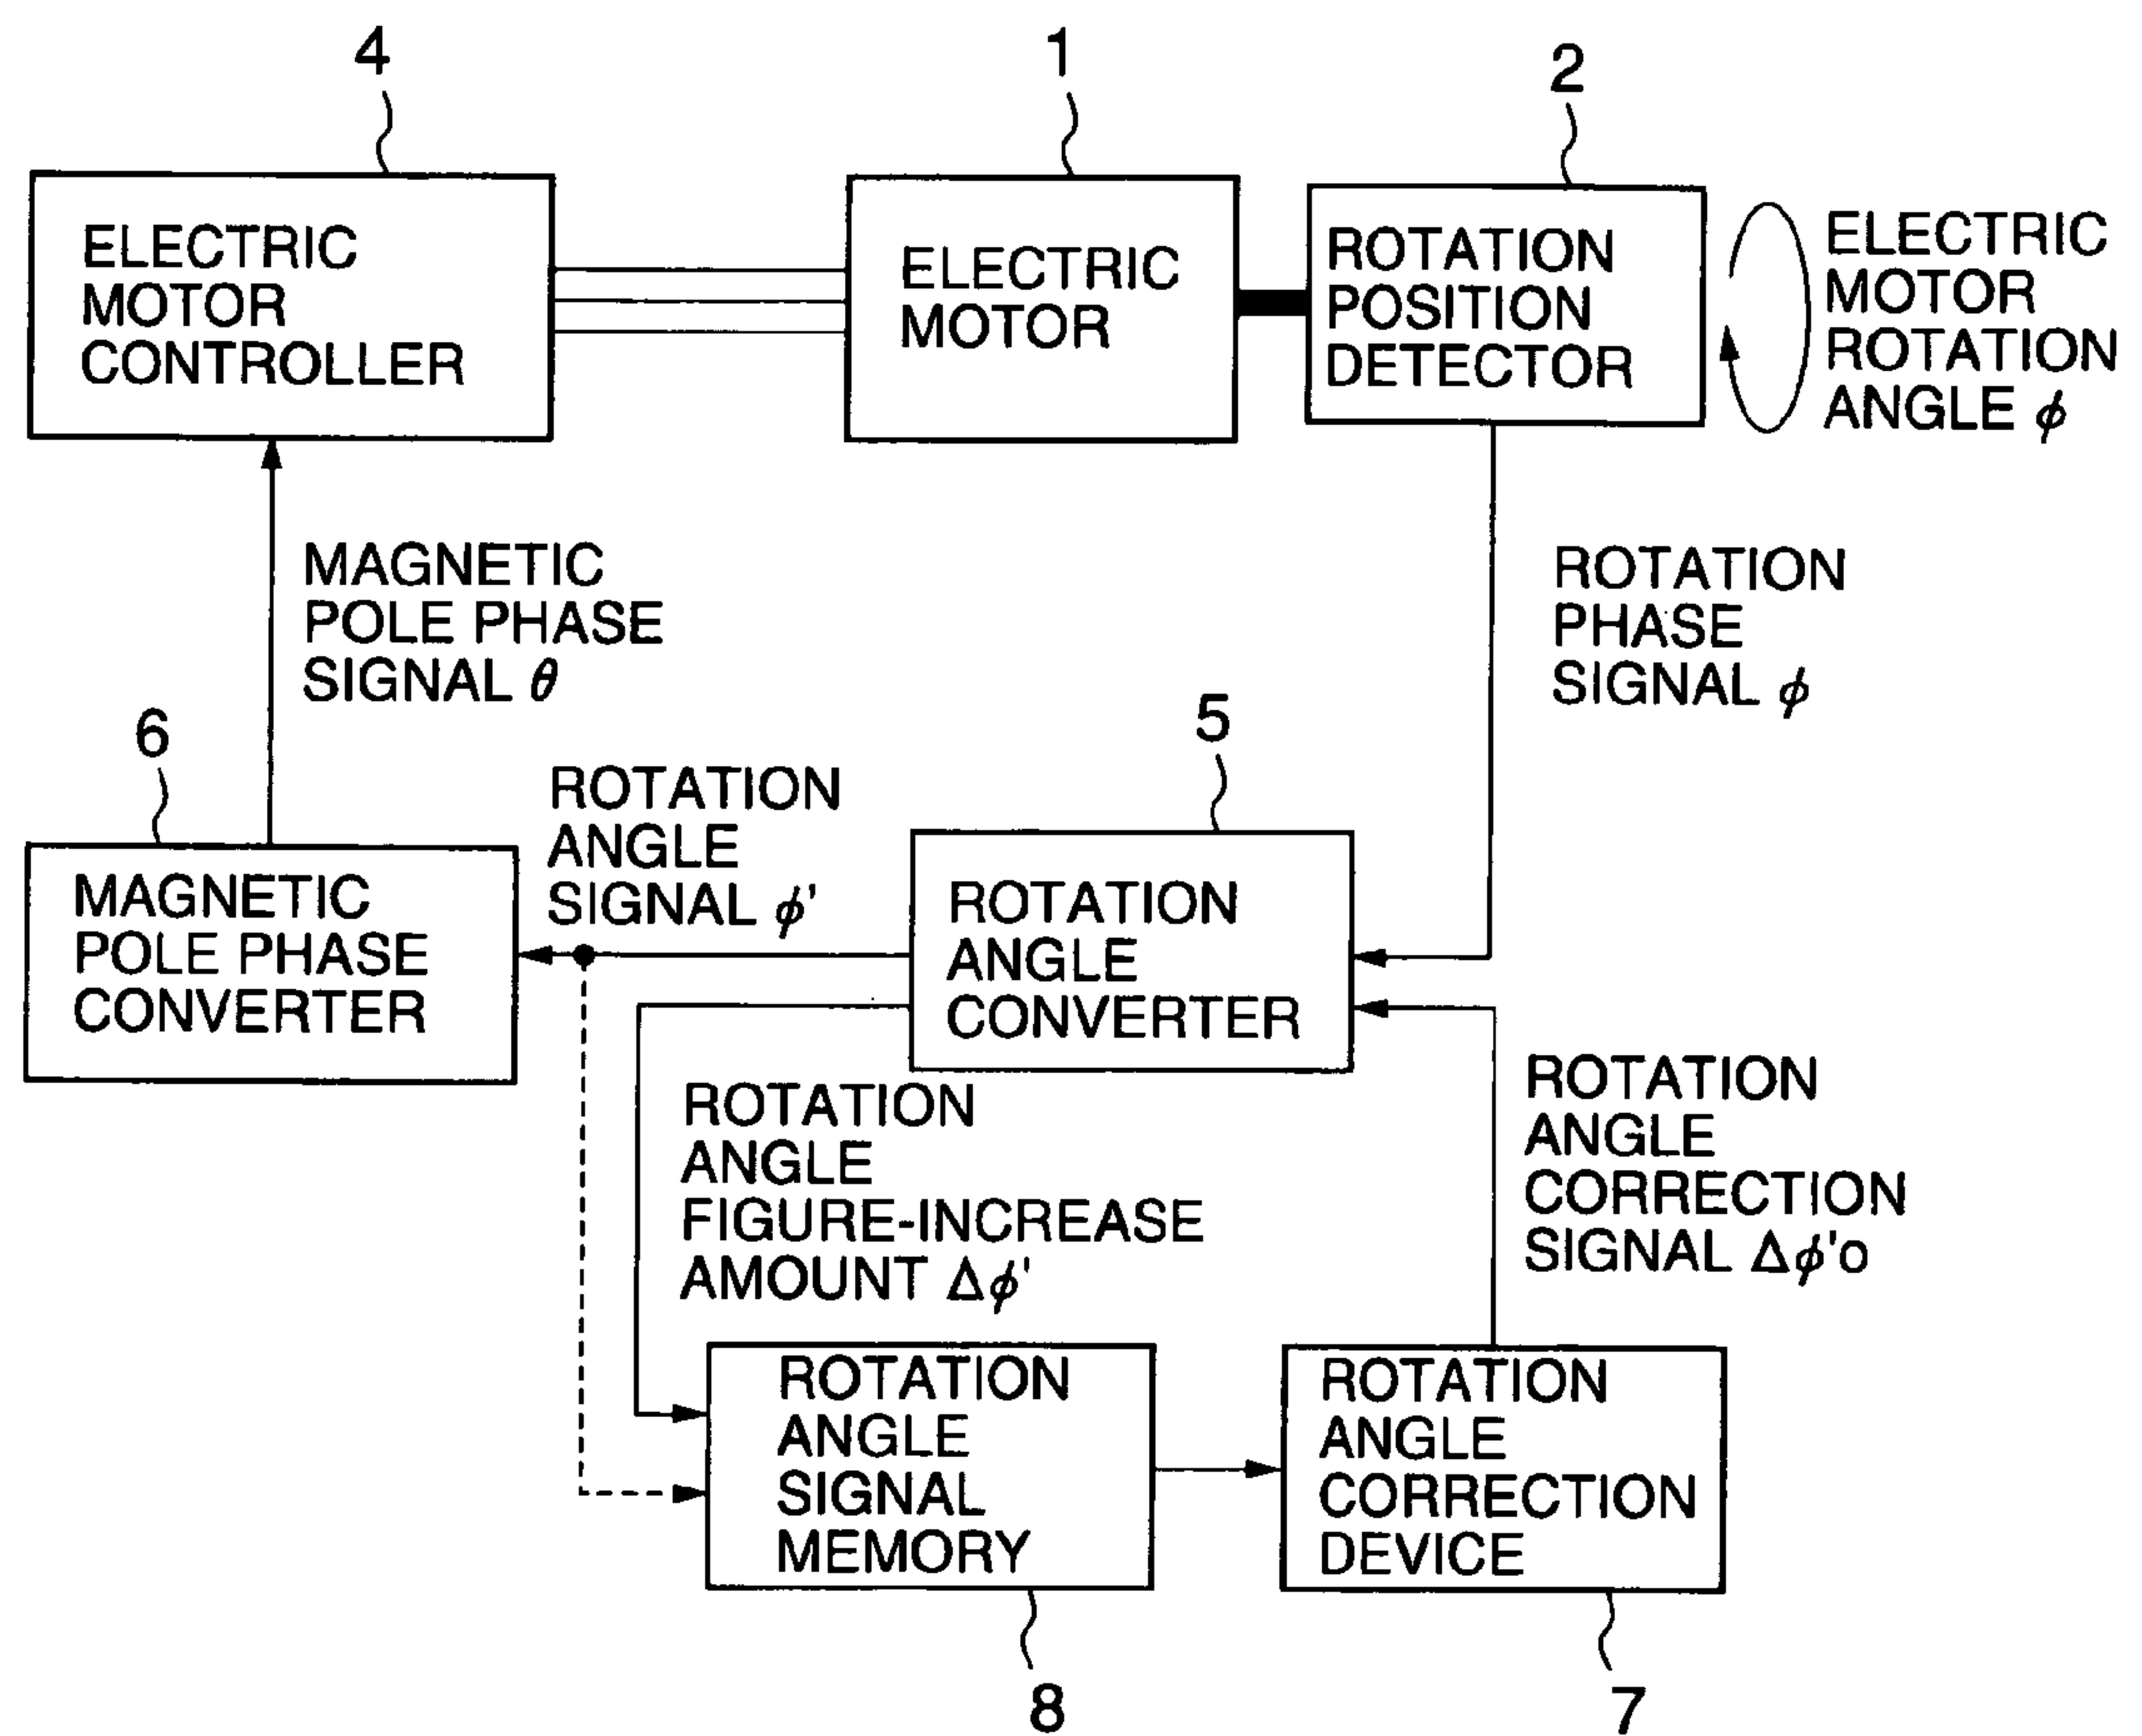 4
1
2
ELECTRIC
MOTOR
CONTROLLER
ELECTRIC
MOTOR
ROTATION
POSITION
DETECTOR
ELECTRIC
MOTOR
ROTATION
ANGLE ϕ
MAGNETIC
POLE PHASE
SIGNAL θ
ROTATION
PHASE
SIGNAL ϕ
6
5
ROTATION
ANGLE
SIGNAL ϕ'
MAGNETIC
POLE PHASE
CONVERTER
ROTATION
ANGLE
CONVERTER
ROTATION
ANGLE
FIGURE-INCREASE
AMOUNT Δϕ'
ROTATION
ANGLE
CORRECTION
SIGNAL Δϕ'o
ROTATION
ANGLE
SIGNAL
MEMORY
ROTATION
ANGLE
CORRECTION
DEVICE
8
7